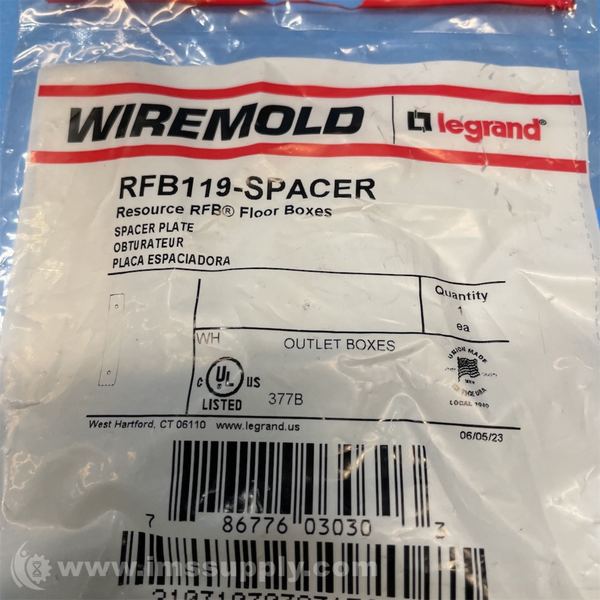 WIREMOLD legrand®
RFB119-SPACER
Resource RFB® Floor Boxes
SPACER PLATE
OBTURATEUR
PLACA ESPACIADORA
Quantity
1
ea
WH OUTLET BOXES
UNION MADE
c UL US
LISTED 377B
West Hartford, CT 06110 www.legrand.us 06/05/23
7 86776 03030 3
www.imssupply.com